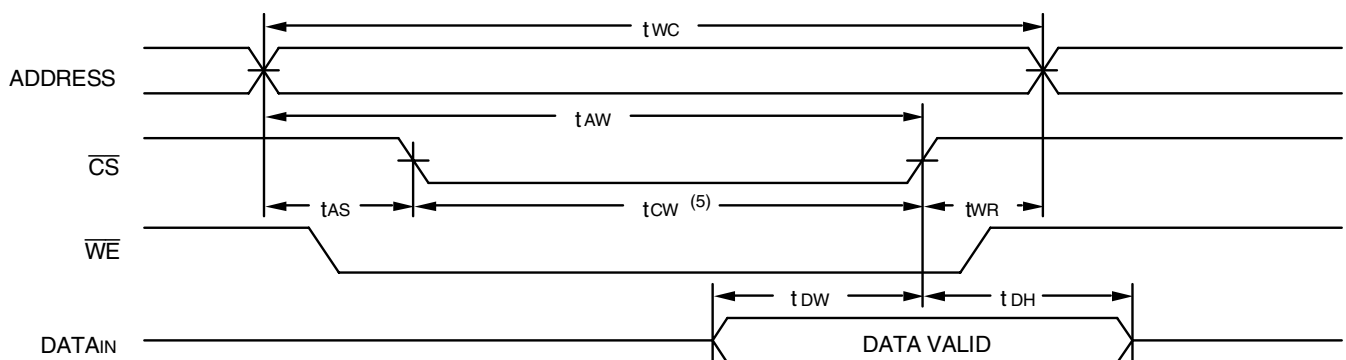 tWC
ADDRESS
tAW
CS
tAS
tCW (5)
tWR
WE
tDW
tDH
DATAIN
DATA VALID